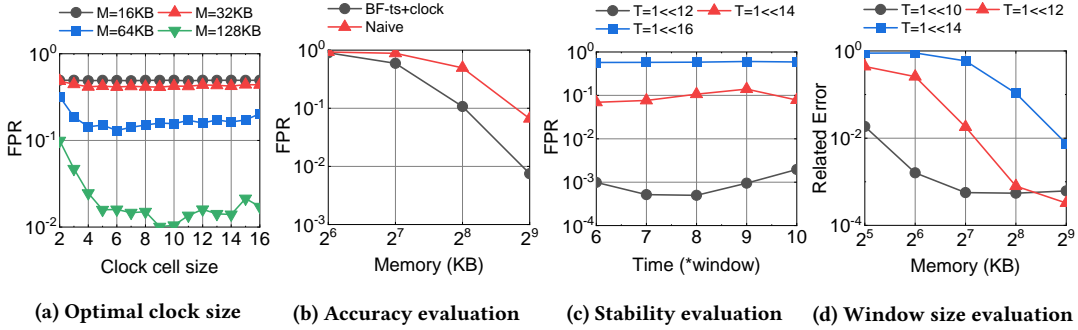 M=16KB M=32KB
M=64KB M=128KB
10^0
10^-1
10^-2
FPR
2 4 6 8 10 12 14 16
Clock cell size
(a) Optimal clock size
BF-ts+clock
Naive
10^0
10^-1
10^-2
10^-3
FPR
2^6 2^7 2^8 2^9
Memory (KB)
(b) Accuracy evaluation
T=1<<12 T=1<<14
T=1<<16
10^0
10^-1
10^-2
10^-3
10^-4
FPR
6 7 8 9 10
Time (*window)
(c) Stability evaluation
T=1<<10 T=1<<12
T=1<<14
10^0
10^-2
10^-4
Related Error
2^5 2^6 2^7 2^8 2^9
Memory (KB)
(d) Window size evaluation